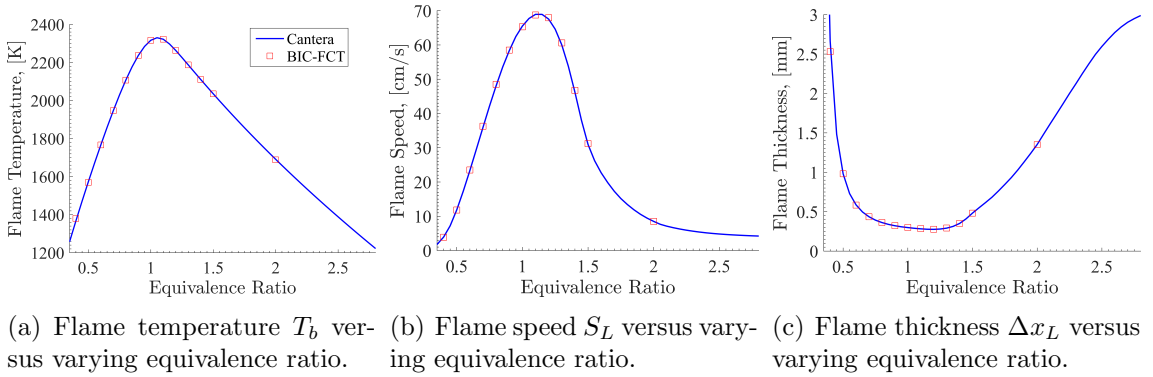 2400
2200
2000
1800
1600
1400
1200
0.5
1
1.5
2
2.5
Equivalence Ratio
Flame Temperature, [K]
Cantera
BIC-FCT
70
60
50
40
30
20
10
0
0.5
1
1.5
2
2.5
Equivalence Ratio
Flame Speed, [cm/s]
3
2.5
2
1.5
1
0.5
0
0.5
1
1.5
2
2.5
Equivalence Ratio
Flame Thickness, [mm]
(a) Flame temperature T_b ver-
sus varying equivalence ratio.
(b) Flame speed S_L versus vary-
ing equivalence ratio.
(c) Flame thickness Δx_L versus
varying equivalence ratio.